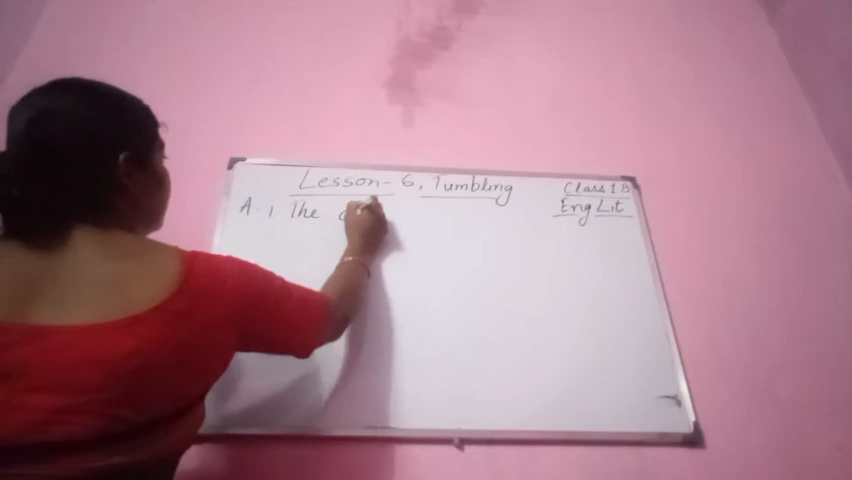 Lesson- 6, Tumbling
Class 1 B
Eng Lit
A. 1 The